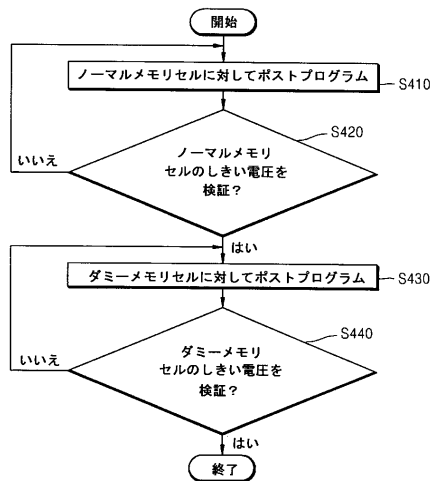 開始
ノーマルメモリセルに対してポストプログラム
S410
S420
ノーマルメモリ
セルのしきい電圧を
検証？
いいえ
はい
ダミーメモリセルに対してポストプログラム
S430
S440
ダミーメモリ
セルのしきい電圧を
検証？
いいえ
はい
終了